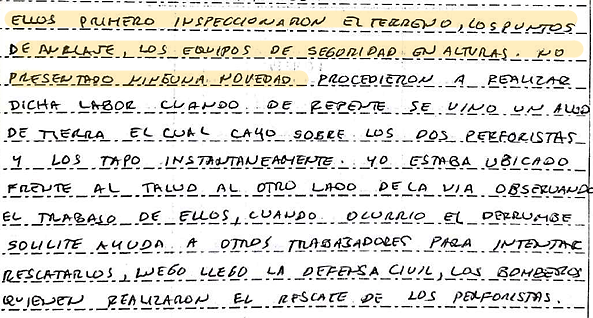 ELLOS PRIMERO INSPECCIONARON EL TERRENO, LOS PUNTOS
DE ANCLAJE, LOS EQUIPOS DE SEGURIDAD EN ALTURAS. NO
PRESENTADO NINGUNA NOVEDAD. PROCEDIERON A REALIZAR
DICHA LABOR CUANDO DE REPENTE SE VINO UN ALUD
DE TIERRA EL CUAL CAYO SOBRE LOS DOS PERFORISTAS
Y LOS TAPO INSTANTANEAMENTE. YO ESTABA UBICADO
FRENTE AL TALUD AL OTRO LADO DE LA VIA OBSERVANDO
EL TRABAJO DE ELLOS, CUANDO OCURRIO EL DERRUMBE
SOLICITE AYUDA A OTROS TRABAJADORES PARA INTENTAR
RESCATARLOS, LUEGO LLEGO LA DEFENSA CIVIL, LOS BOMBEROS
QUIENEN REALIZARON EL RESCATE DE LOS PERFORISTAS.